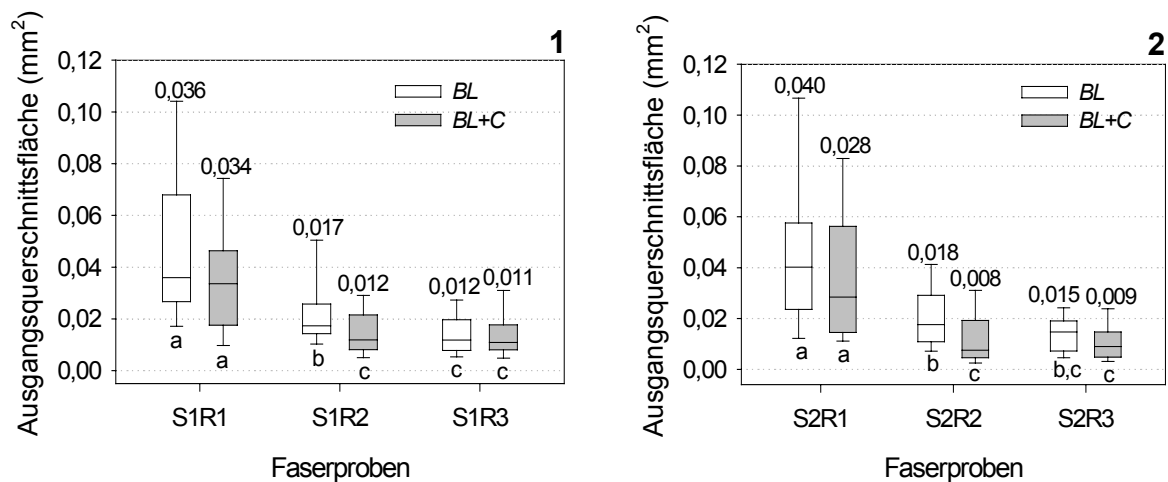 1
Ausgangsquerschnittsfläche (mm²)
0,12
0,10
0,08
0,06
0,04
0,02
0,00
BL
BL+C
0,036
0,034
0,017
0,012
0,012
0,011
a
a
b
c
c
c
S1R1 S1R2 S1R3
Faserproben
2
Ausgangsquerschnittsfläche (mm²)
0,12
0,10
0,08
0,06
0,04
0,02
0,00
BL
BL+C
0,040
0,028
0,018
0,008
0,015
0,009
a
a
b
c
b,c
c
S2R1 S2R2 S2R3
Faserproben